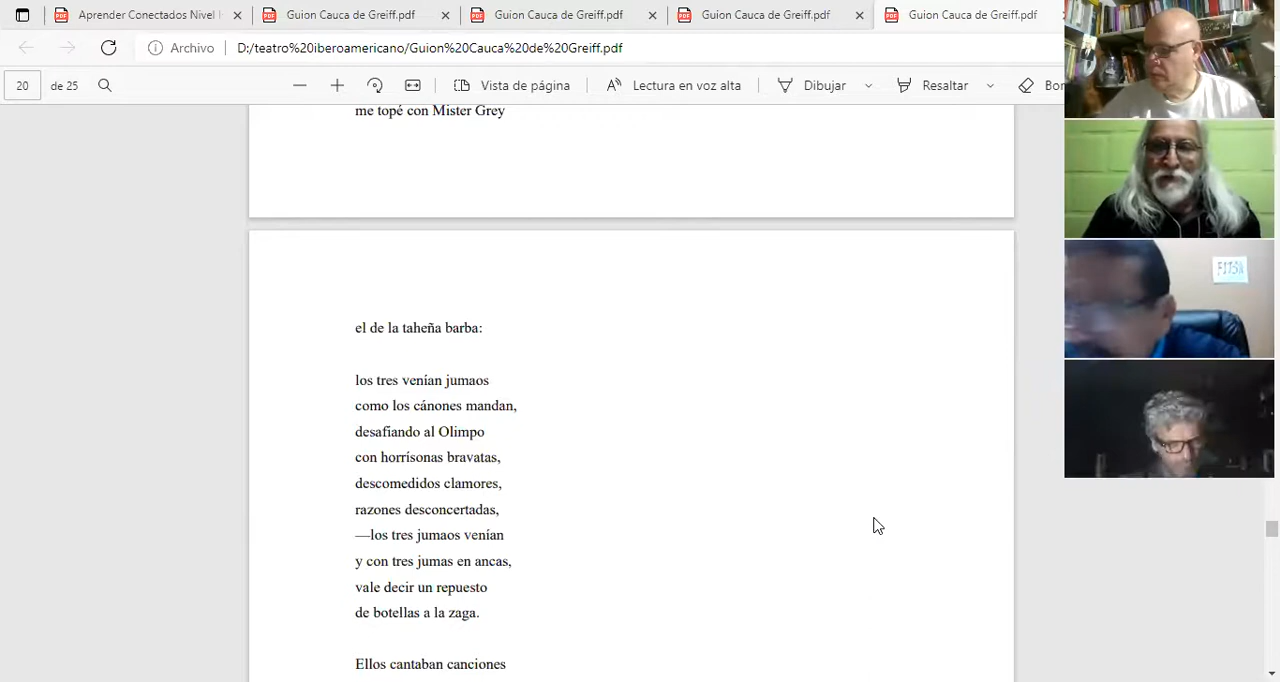 Aprender Conectados Nivel I
Guion Cauca de Greiff.pdf
Guion Cauca de Greiff.pdf
Guion Cauca de Greiff.pdf
Guion Cauca de Greiff.pdf
Archivo
D:/teatro%20iberoamericano/Guion%20Cauca%20de%20Greiff.pdf
20 de 25
Vista de página
Lectura en voz alta
Dibujar
Resaltar
me topé con Mister Grey
el de la taheña barba:
los tres venían jumaos
como los cánones mandan,
desafiando al Olimpo
con horrísonas bravatas,
descomedidos clamores,
razones desconcertadas,
—los tres jumaos venían
y con tres jumas en ancas,
vale decir un repuesto
de botellas a la zaga.
Ellos cantaban canciones